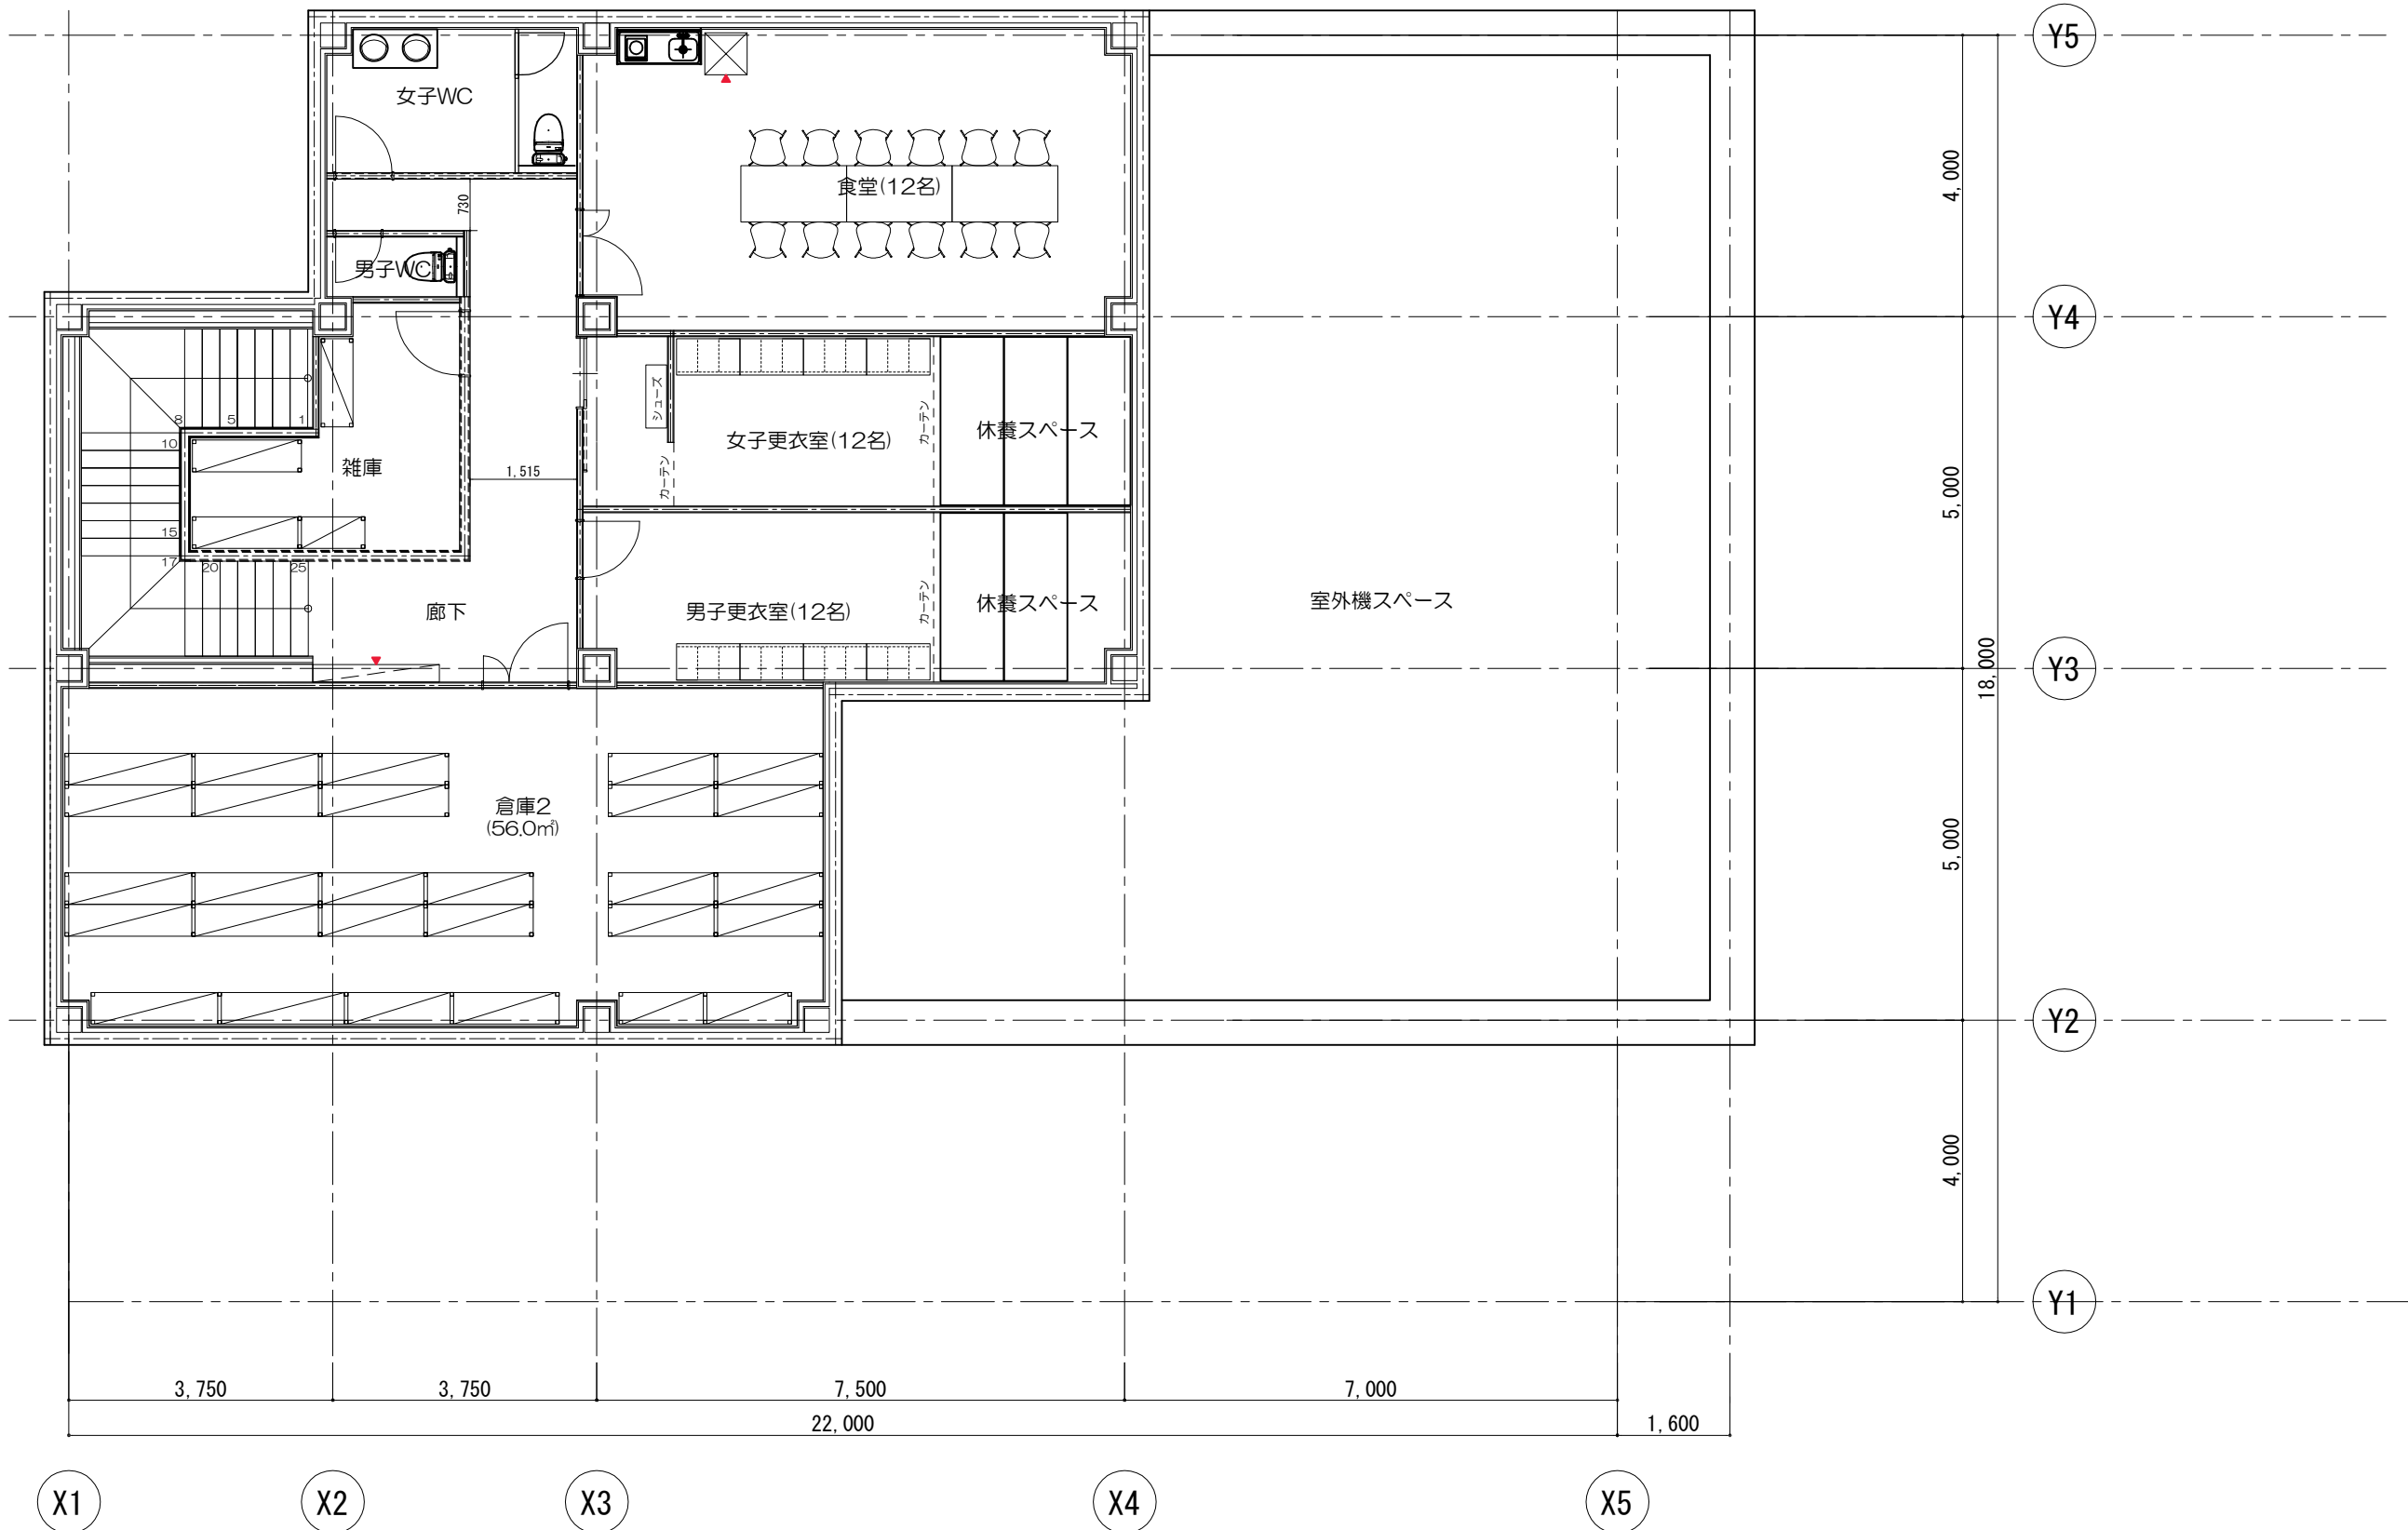 Y5
女子WC
食堂(12名)
4,000
730
男子WC
Y4
シューズ
8
5
1
10
女子更衣室(12名)
カーテン
休養スペース
雑庫
1,515
カーテン
5,000
15
17
20
25
廊下
男子更衣室(12名)
カーテン
休養スペース
室外機スペース
18,000
Y3
倉庫2
(56.0㎡)
5,000
Y2
4,000
Y1
3,750
3,750
7,500
7,000
22,000
1,600
X1
X2
X3
X4
X5